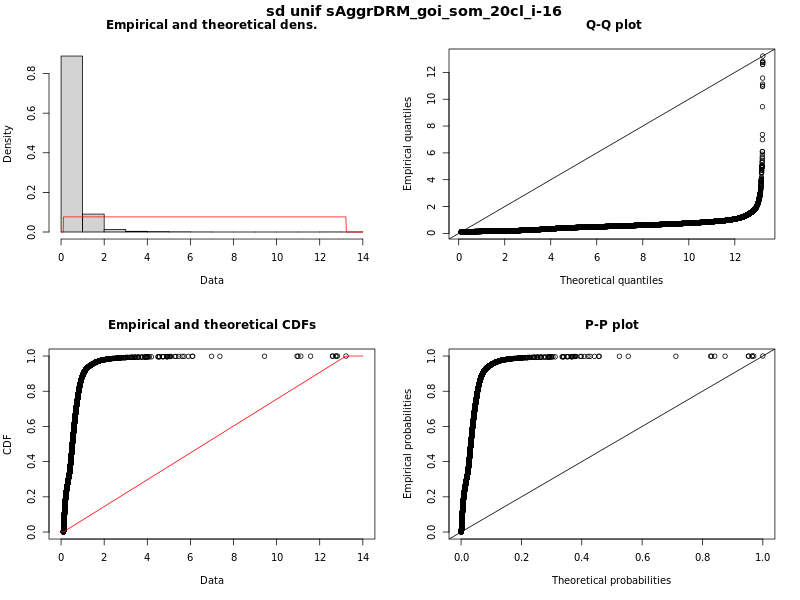 sd unif sAggrDRM_goi_som_20cl_i-16
Empirical and theoretical dens.
Density
0.0 0.2 0.4 0.6 0.8
0 2 4 6 8 10 12 14
Data
Q-Q plot
Empirical quantiles
0 2 4 6 8 10 12
0 2 4 6 8 10 12
Theoretical quantiles
Empirical and theoretical CDFs
CDF
0.0 0.2 0.4 0.6 0.8 1.0
0 2 4 6 8 10 12 14
Data
P-P plot
Empirical probabilities
0.0 0.2 0.4 0.6 0.8 1.0
0.0 0.2 0.4 0.6 0.8 1.0
Theoretical probabilities